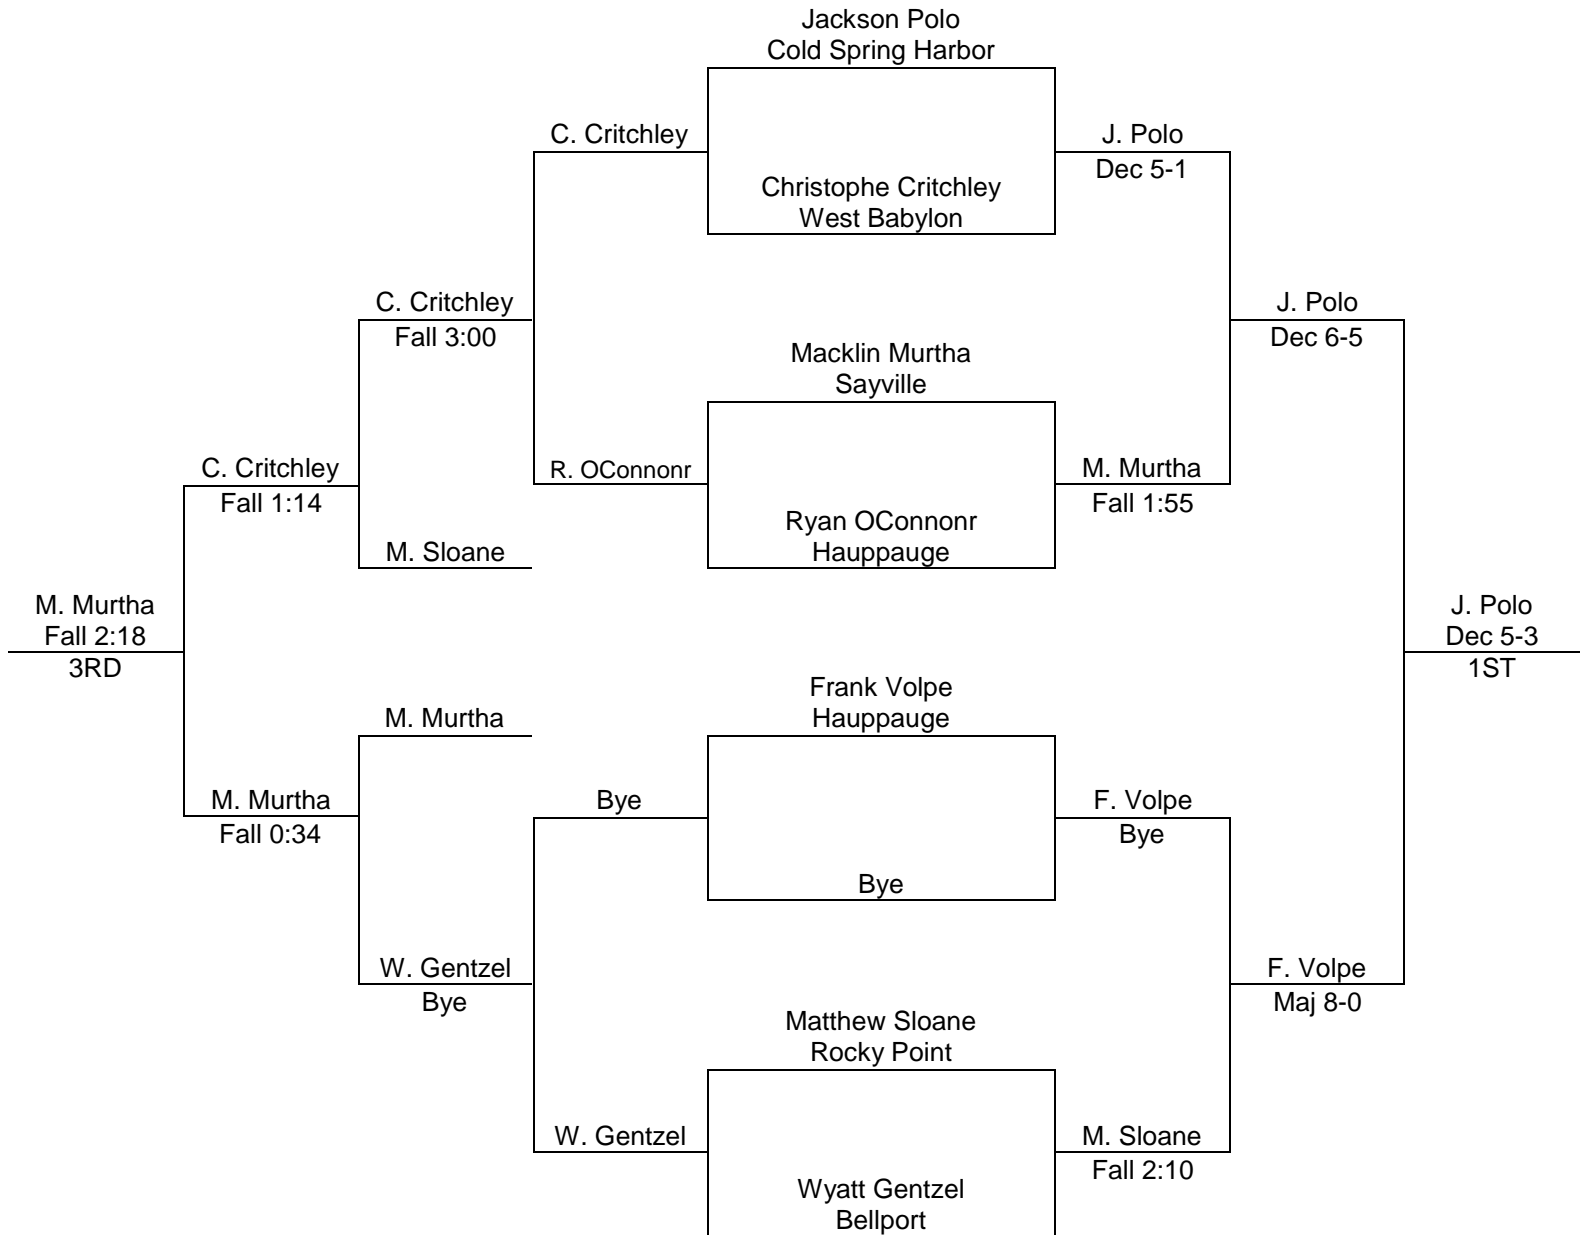 Jackson Polo
Cold Spring Harbor
C. Critchley
J. Polo
Dec 5-1
Christophe Critchley
West Babylon
C. Critchley
Fall 3:00
J. Polo
Dec 6-5
Macklin Murtha
Sayville
C. Critchley
Fall 1:14
R. OConnonr
M. Murtha
Fall 1:55
Ryan OConnonr
Hauppauge
M. Sloane
M. Murtha
Fall 2:18
3RD
J. Polo
Dec 5-3
1ST
Frank Volpe
Hauppauge
M. Murtha
M. Murtha
Fall 0:34
Bye
F. Volpe
Bye
Bye
W. Gentzel
Bye
F. Volpe
Maj 8-0
Matthew Sloane
Rocky Point
W. Gentzel
M. Sloane
Fall 2:10
Wyatt Gentzel
Bellport